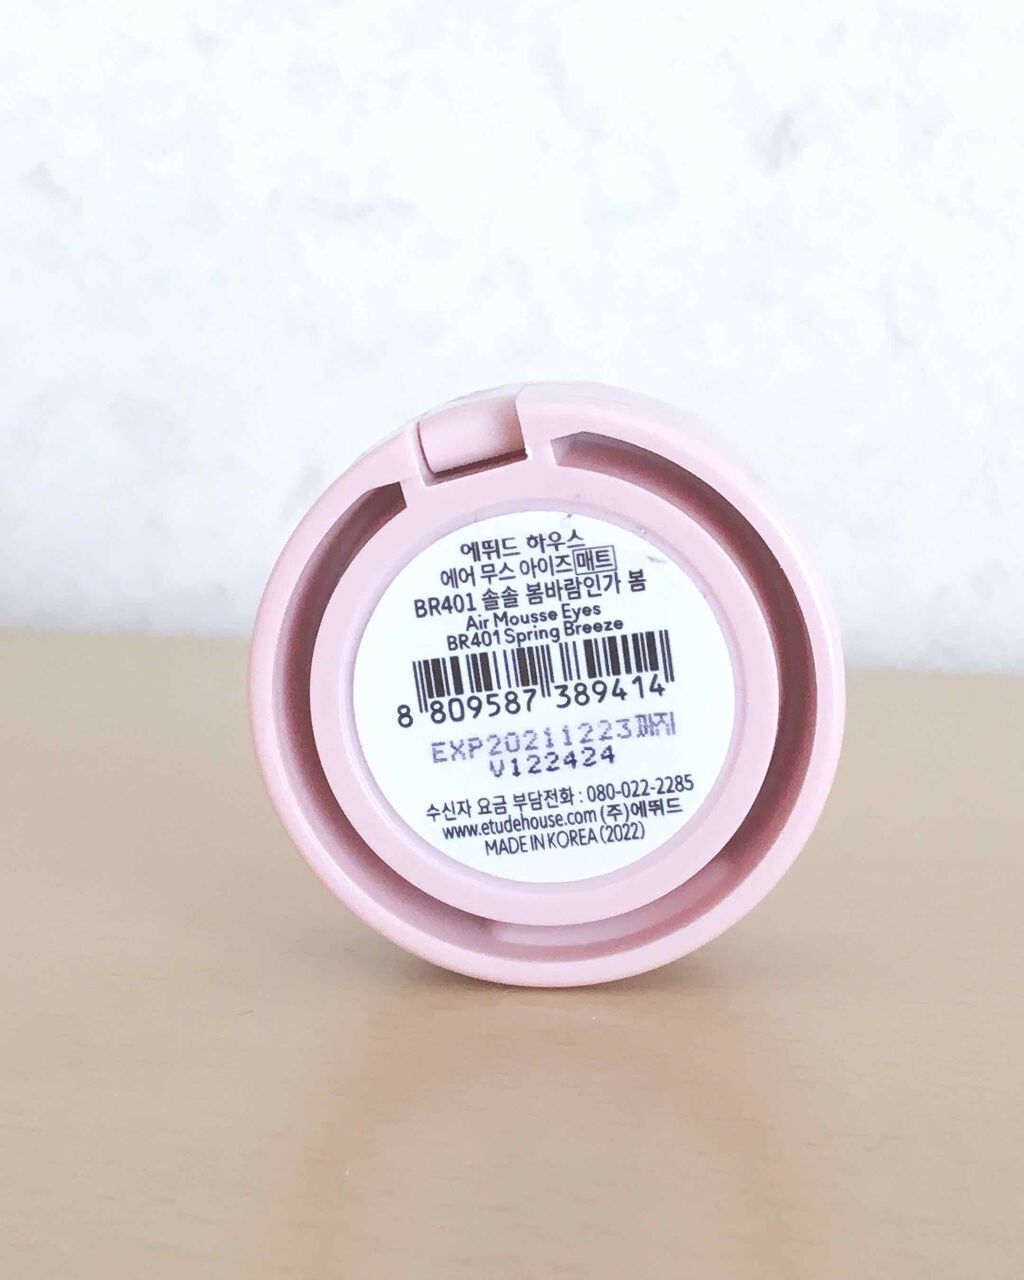 에뛰드 하우스
에어 무스 아이즈 매트
BR401 솔솔 봄바람인가 봄
Air Mousse Eyes
BR401 Spring Breeze
8 809587 389414
EXP20211223까지
V122424
수신자 요금 부담전화 : 080-022-2285
www.etudehouse.com (주)에뛰드
MADE IN KOREA (2022)